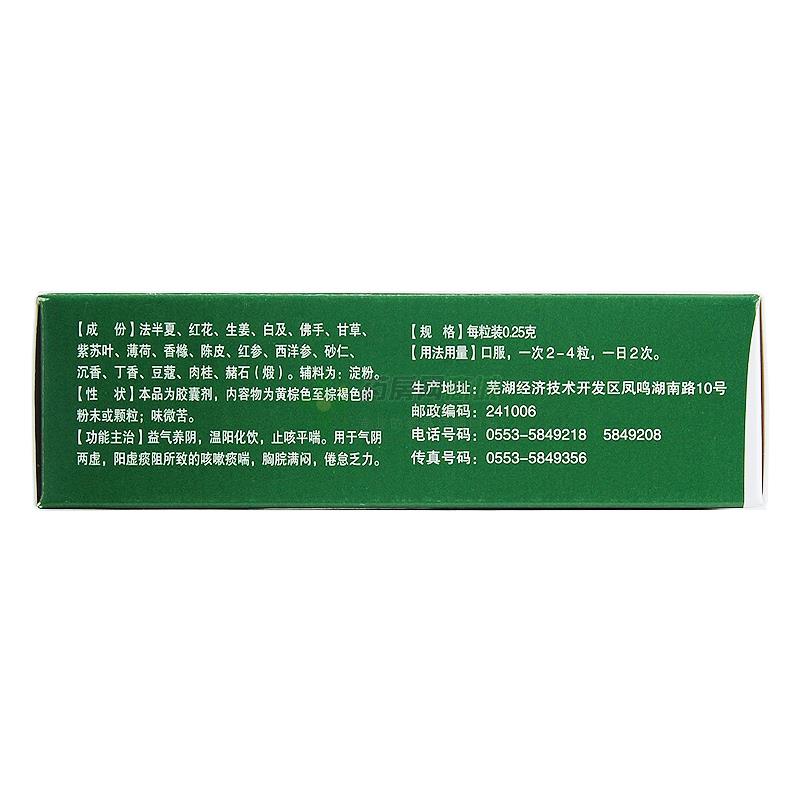 【成　份】法半夏、红花、生姜、白及、佛手、甘草、
紫苏叶、薄荷、香橼、陈皮、红参、西洋参、砂仁、
沉香、丁香、豆蔻、肉桂、赭石（煅）。辅料为：淀粉。
【性　状】本品为胶囊剂，内容物为黄棕色至棕褐色的
粉末或颗粒；味微苦。
【功能主治】益气养阴，温阳化饮，止咳平喘。用于气阴
两虚，阳虚痰阻所致的咳嗽痰喘，胸脘满闷，倦怠乏力。
【规　格】每粒装0.25克
【用法用量】口服，一次2-4粒，一日2次。
生产地址：芜湖经济技术开发区凤鸣湖南路10号
邮政编码：241006
电话号码：0553-5849218　5849208
传真号码：0553-5849356